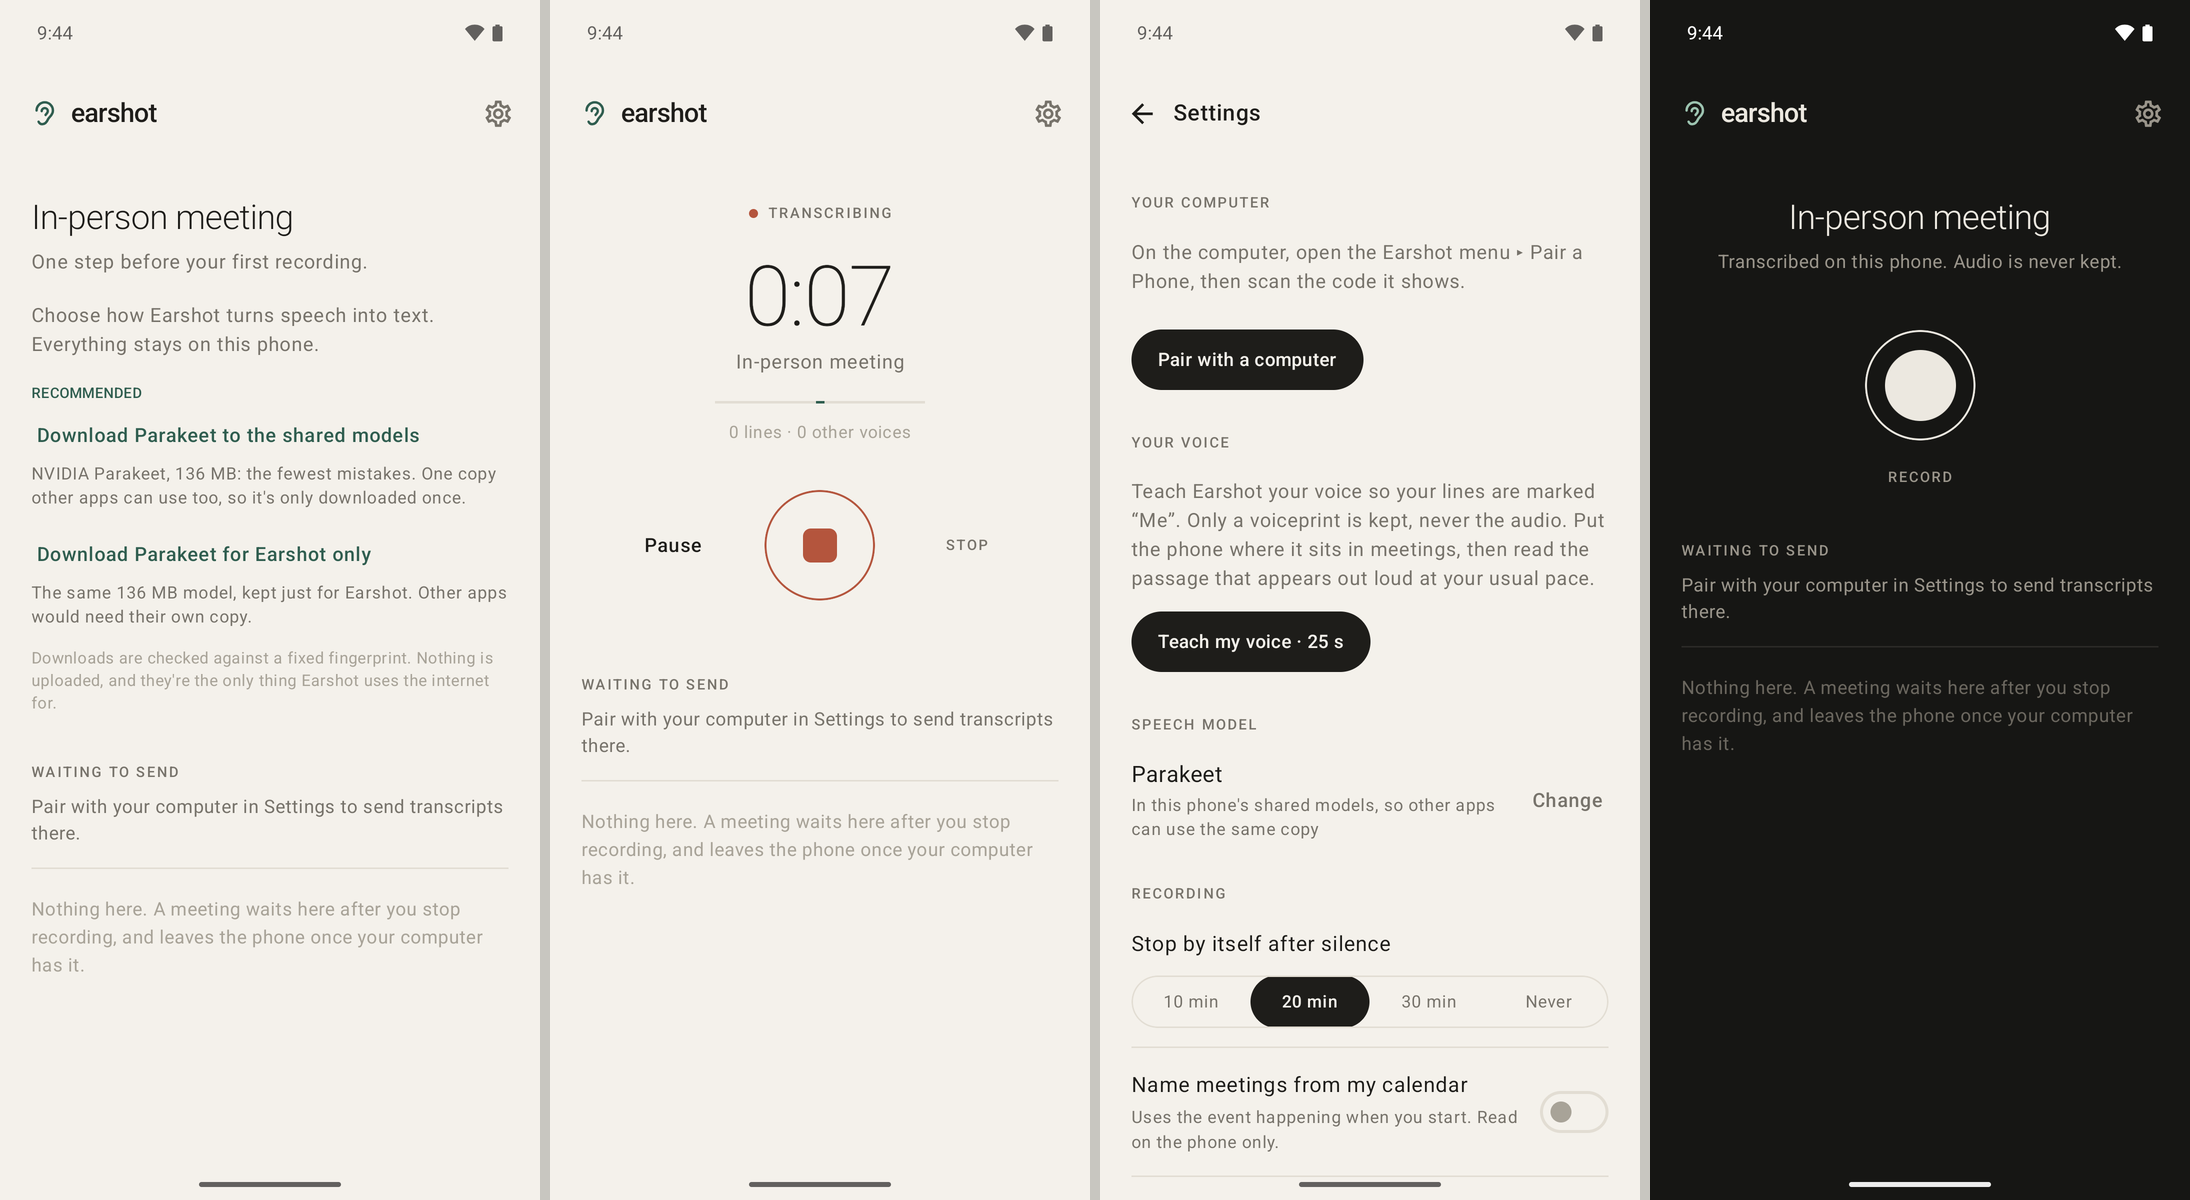 9:44
earshot
In-person meeting
One step before your first recording.
Choose how Earshot turns speech into text.
Everything stays on this phone.
RECOMMENDED
Download Parakeet to the shared models
NVIDIA Parakeet, 136 MB: the fewest mistakes. One copy
other apps can use too, so it's only downloaded once.
Download Parakeet for Earshot only
The same 136 MB model, kept just for Earshot. Other apps
would need their own copy.
Downloads are checked against a fixed fingerprint. Nothing is
uploaded, and they're the only thing Earshot uses the internet
for.
WAITING TO SEND
Pair with your computer in Settings to send transcripts
there.
Nothing here. A meeting waits here after you stop
recording, and leaves the phone once your computer
has it.
9:44
earshot
TRANSCRIBING
0:07
In-person meeting
0 lines · 0 other voices
Pause
STOP
WAITING TO SEND
Pair with your computer in Settings to send transcripts
there.
Nothing here. A meeting waits here after you stop
recording, and leaves the phone once your computer
has it.
9:44
Settings
YOUR COMPUTER
On the computer, open the Earshot menu ▸ Pair a
Phone, then scan the code it shows.
Pair with a computer
YOUR VOICE
Teach Earshot your voice so your lines are marked
“Me”. Only a voiceprint is kept, never the audio. Put
the phone where it sits in meetings, then read the
passage that appears out loud at your usual pace.
Teach my voice · 25 s
SPEECH MODEL
Parakeet
In this phone's shared models, so other apps
can use the same copy
Change
RECORDING
Stop by itself after silence
10 min 20 min 30 min Never
Name meetings from my calendar
Uses the event happening when you start. Read
on the phone only.
9:44
earshot
In-person meeting
Transcribed on this phone. Audio is never kept.
RECORD
WAITING TO SEND
Pair with your computer in Settings to send transcripts
there.
Nothing here. A meeting waits here after you stop
recording, and leaves the phone once your computer
has it.